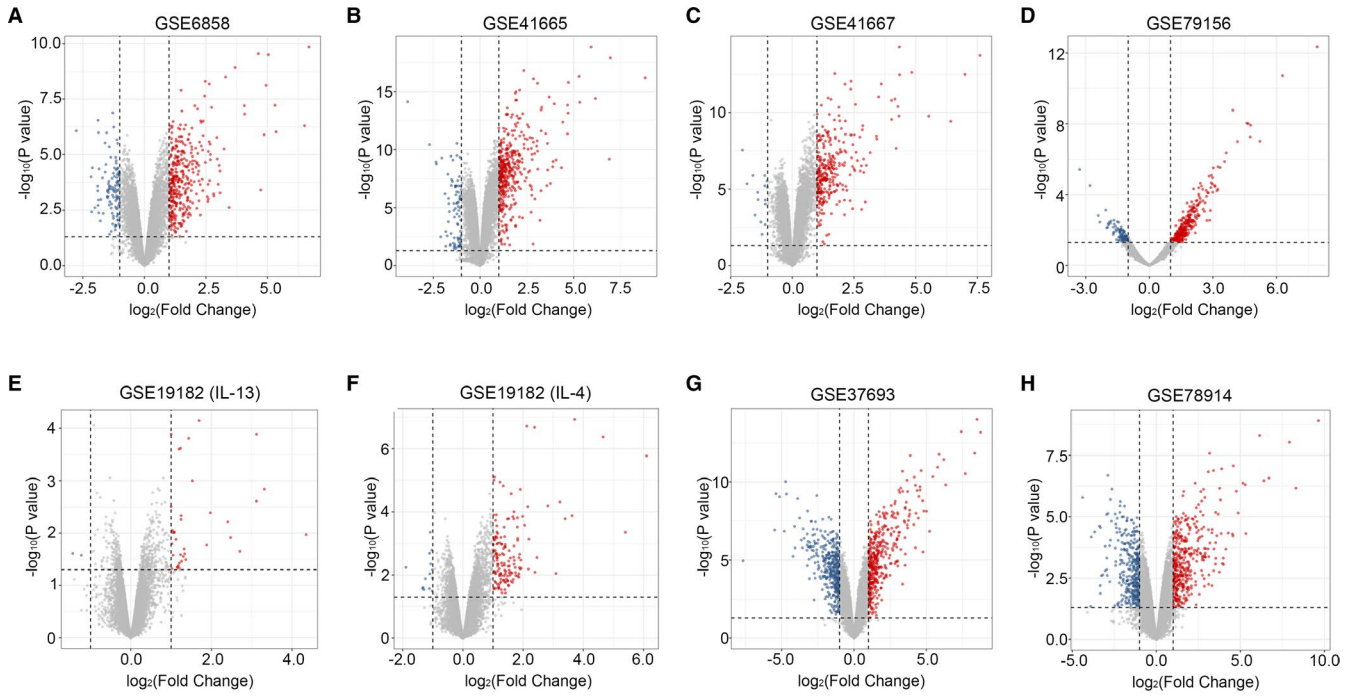 A
GSE6858
10.0
7.5
5.0
2.5
0.0
-2.5
0.0
2.5
5.0
-log₁₀(P value)
log₂(Fold Change)
B
GSE41665
15
10
5
0
-2.5
0.0
2.5
5.0
7.5
-log₁₀(P value)
log₂(Fold Change)
C
GSE41667
10
5
0
-2.5
0.0
2.5
5.0
7.5
-log₁₀(P value)
log₂(Fold Change)
D
GSE79156
12
8
4
0
-3.0
0.0
3.0
6.0
-log₁₀(P value)
log₂(Fold Change)
E
GSE19182 (IL-13)
4
3
2
1
0
0.0
2.0
4.0
-log₁₀(P value)
log₂(Fold Change)
F
GSE19182 (IL-4)
6
4
2
0
-2.0
0.0
2.0
4.0
6.0
-log₁₀(P value)
log₂(Fold Change)
G
GSE37693
10
5
0
-5.0
0.0
5.0
-log₁₀(P value)
log₂(Fold Change)
H
GSE78914
7.5
5.0
2.5
0.0
-5.0
0.0
5.0
10.0
-log₁₀(P value)
log₂(Fold Change)